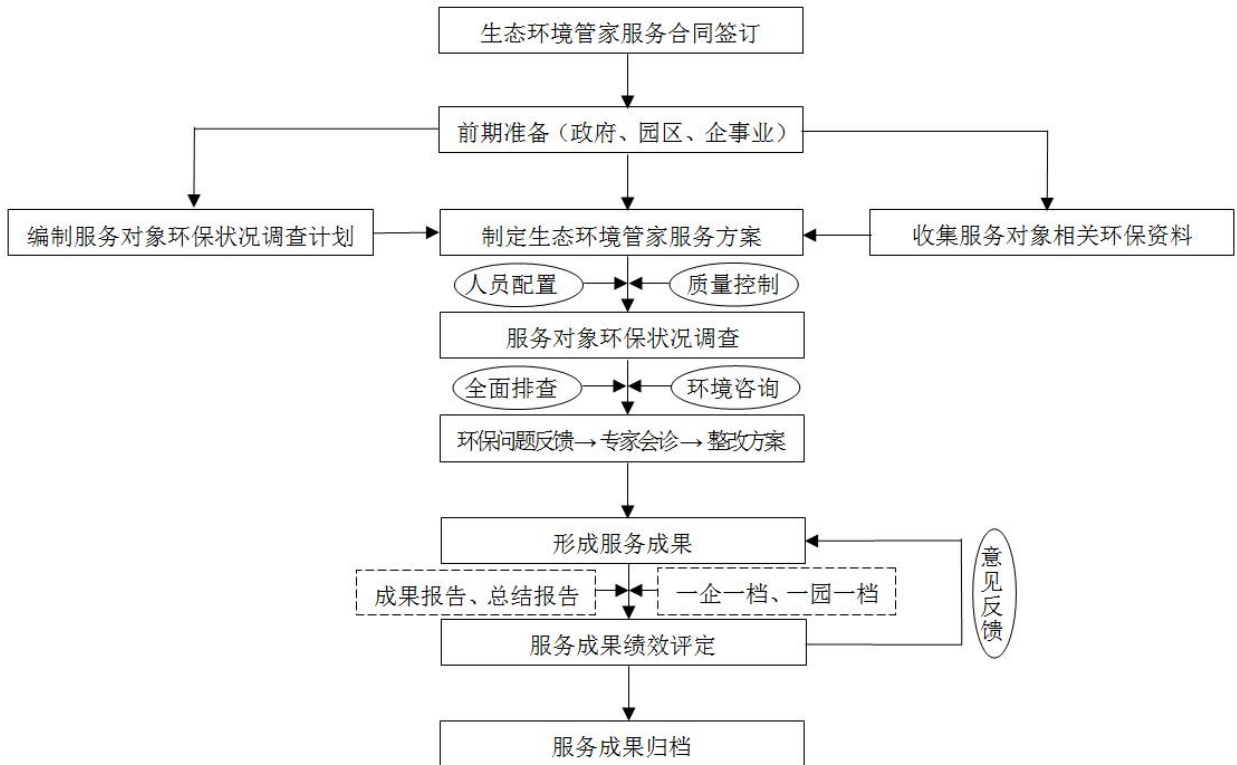 生态环境管家服务合同签订
前期准备（政府、园区、企事业）
编制服务对象环保状况调查计划
制定生态环境管家服务方案
收集服务对象相关环保资料
人员配置
质量控制
服务对象环保状况调查
全面排查
环境咨询
环保问题反馈→专家会诊→整改方案
形成服务成果
意见反馈
成果报告、总结报告
一企一档、一园一档
服务成果绩效评定
服务成果归档